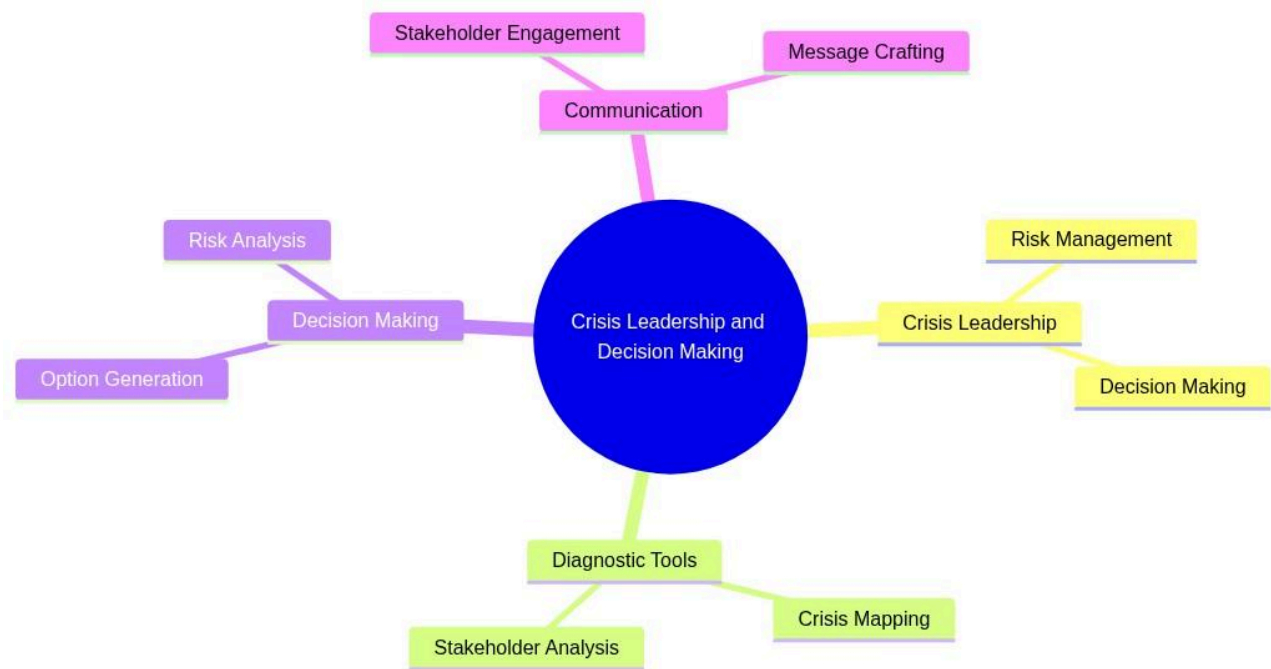 Stakeholder Engagement
Message Crafting
Communication
Risk Analysis
Risk Management
Decision Making
Crisis Leadership and
Decision Making
Crisis Leadership
Option Generation
Decision Making
Diagnostic Tools
Crisis Mapping
Stakeholder Analysis